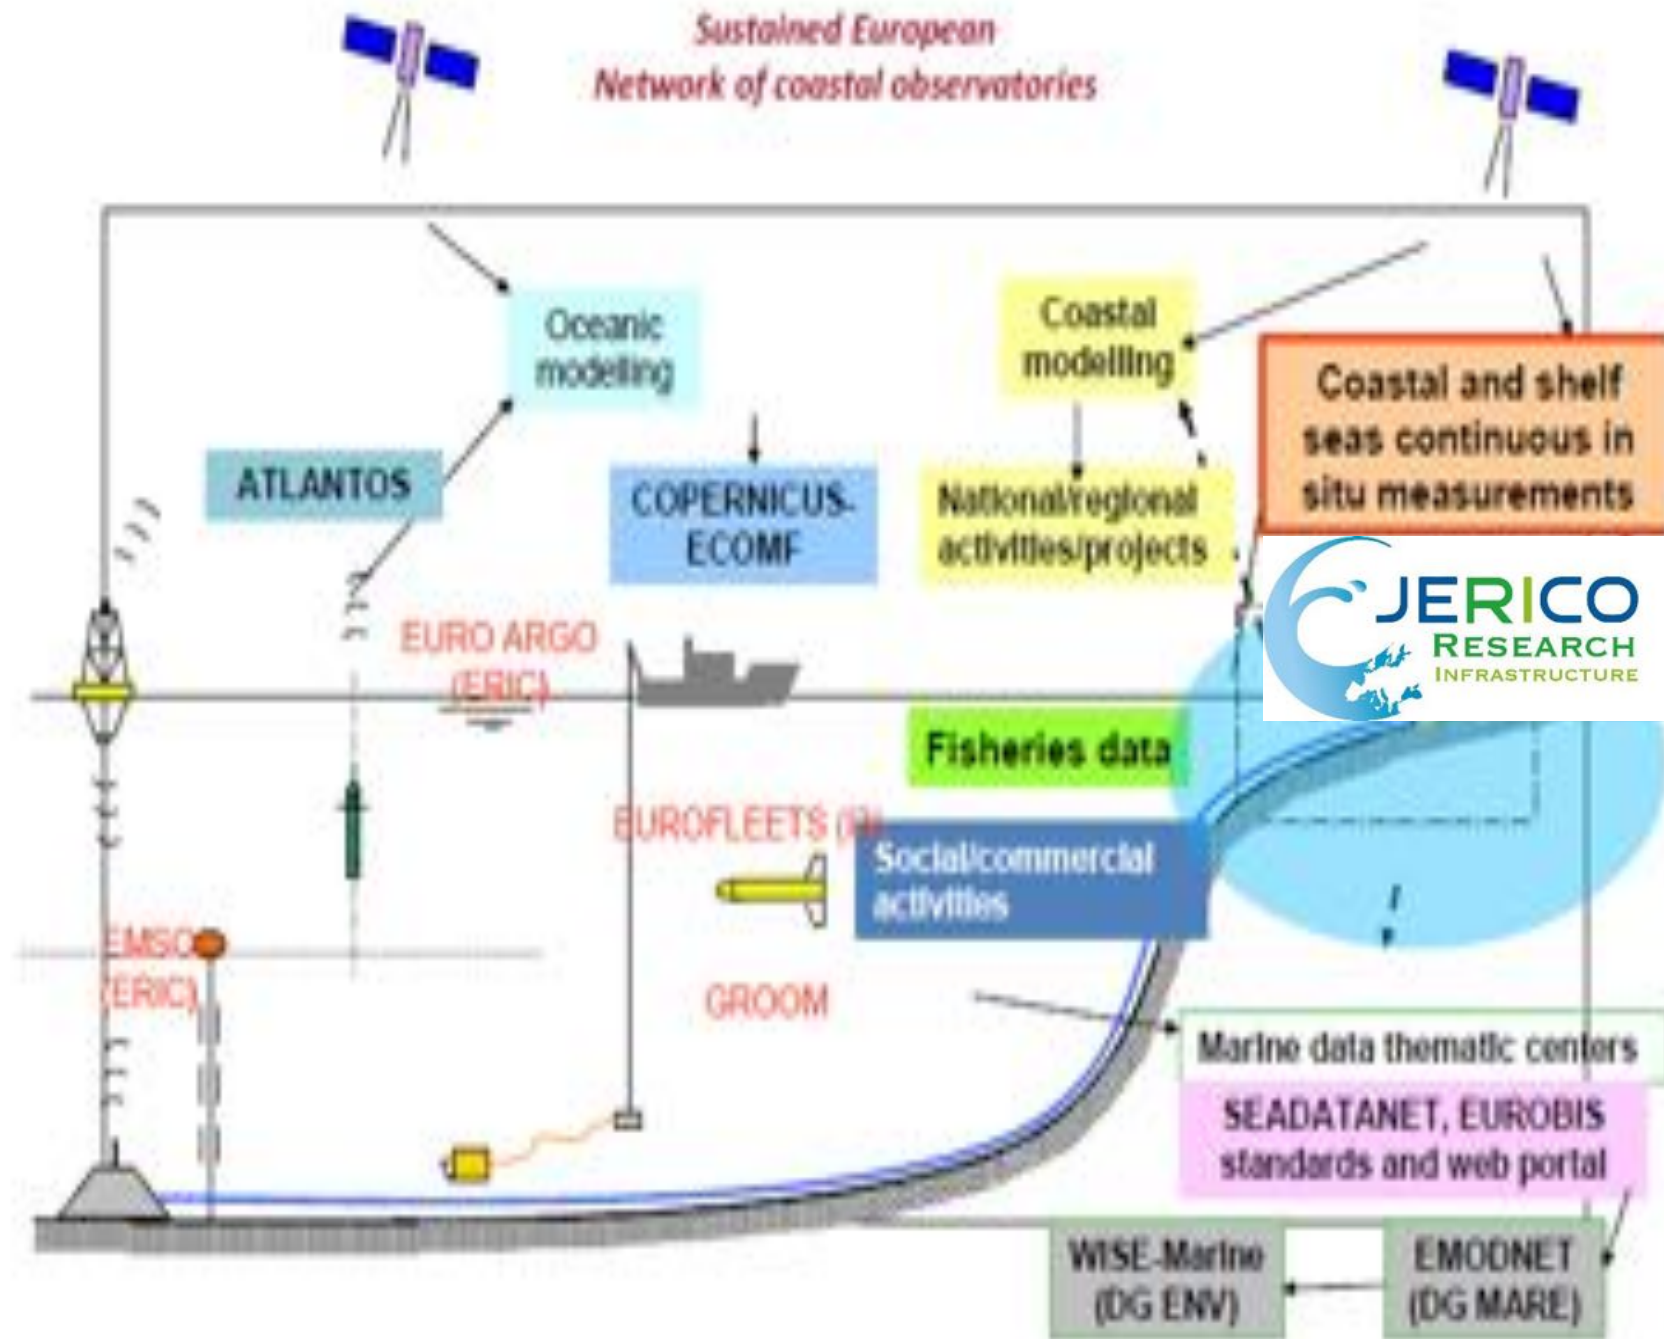 Sustained European
Network of coastal observatories
Oceanic
modelling
Coastal
modelling
Coastal and shelf
seas continuous in
situ measurements
ATLANTOS
COPERNICUS-
ECOMF
National/regional
activities/projects
JERICO
RESEARCH
INFRASTRUCTURE
EURO ARGO
(ERIC)
Fisheries data
EUROFLEETS
Social/commercial
activities
EMSO
(ERIC)
GROOM
Marine data thematic centers
SEADATANET, EUROBIS
standards and web portal
WISE-Marine
(DG ENV)
EMODNET
(DG MARE)